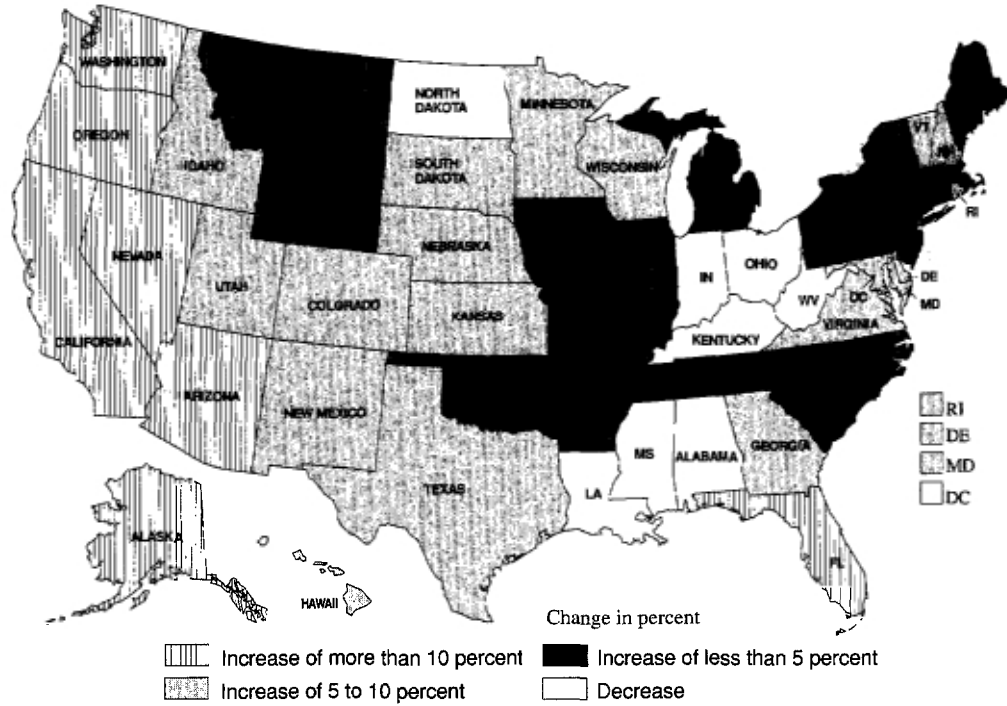 WASHINGTON
NORTH
DAKOTA
MINNESOTA
VT
OREGON
IDAHO
SOUTH
DAKOTA
WISCONSIN
RI
NEVADA
NEBRASKA
IN
OHIO
DE
UTAH
COLORADO
KANSAS
WV
DC
MD
VIRGINIA
CALIFORNIA
KENTUCKY
ARIZONA
NEW MEXICO
RI
DE
MD
DC
GEORGIA
MS
ALABAMA
TEXAS
LA
ALASKA
FL
HAWAII
Change in percent
Increase of more than 10 percent
Increase of less than 5 percent
Increase of 5 to 10 percent
Decrease